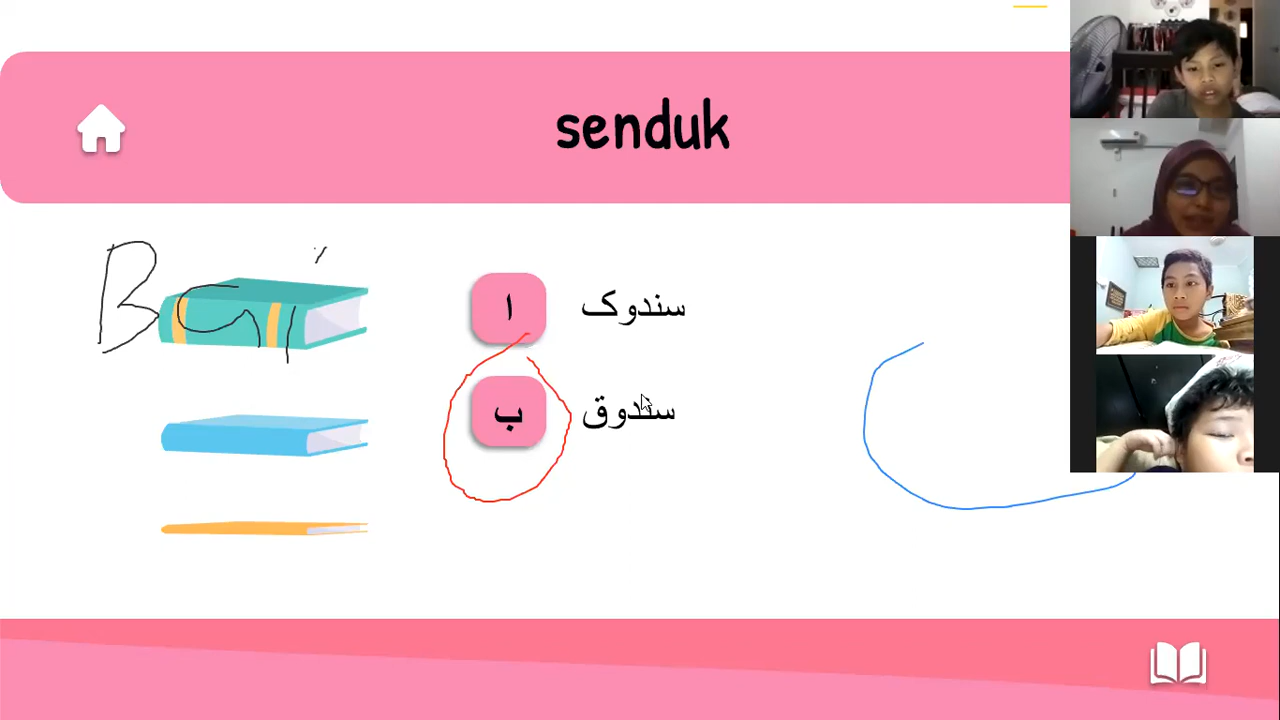 senduk
ا سندوک
ب سندوق